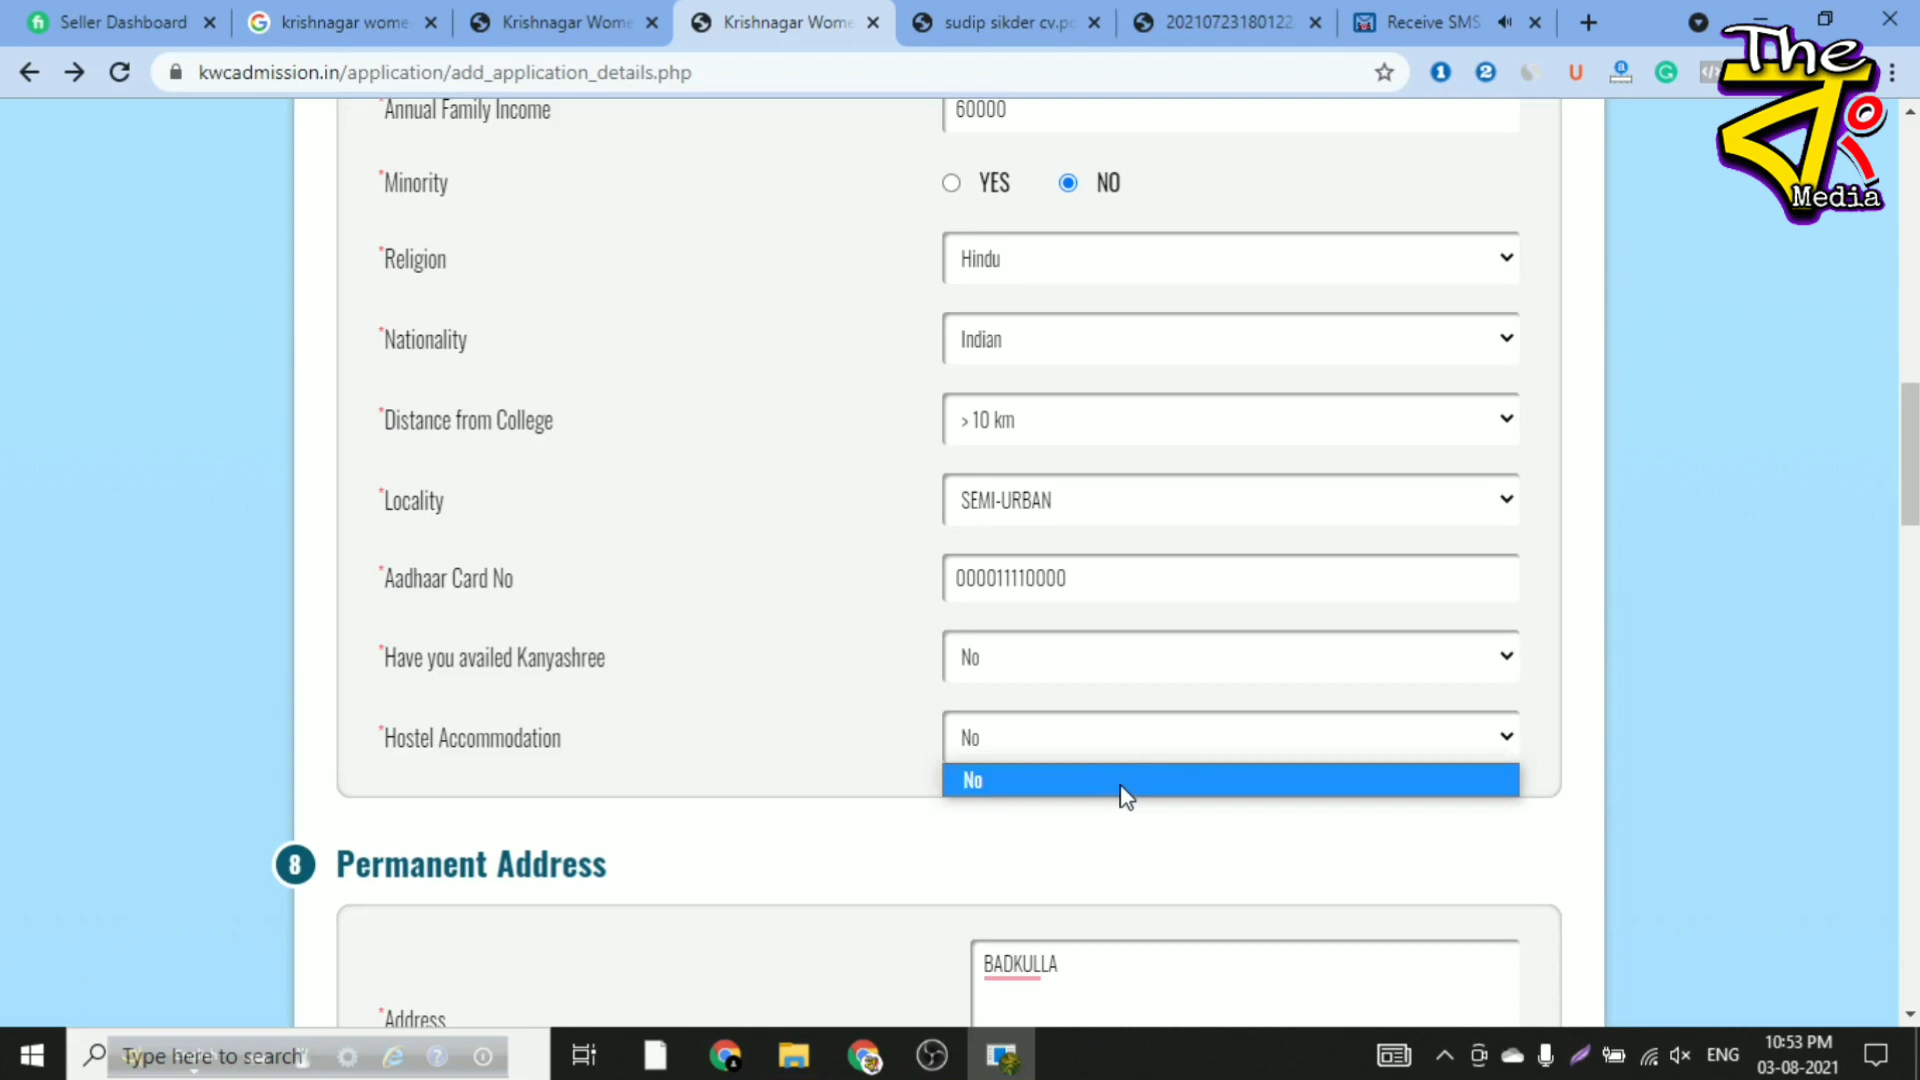 Seller Dashboard
krishnagar wome
Krishnagar Wome
Krishnagar Wome
sudip sikder cv.p
20210723180122
Receive SMS
kwcadmission.in/application/add_application_details.php
The
Media
*Annual Family Income
60000
*Minority
YES
NO
*Religion
Hindu
*Nationality
Indian
*Distance from College
> 10 km
*Locality
SEMI-URBAN
*Aadhaar Card No
000011110000
*Have you availed Kanyashree
No
*Hostel Accommodation
No
No
8
Permanent Address
BADKULLA
*Address
Type here to search
ENG
10:53 PM
03-08-2021